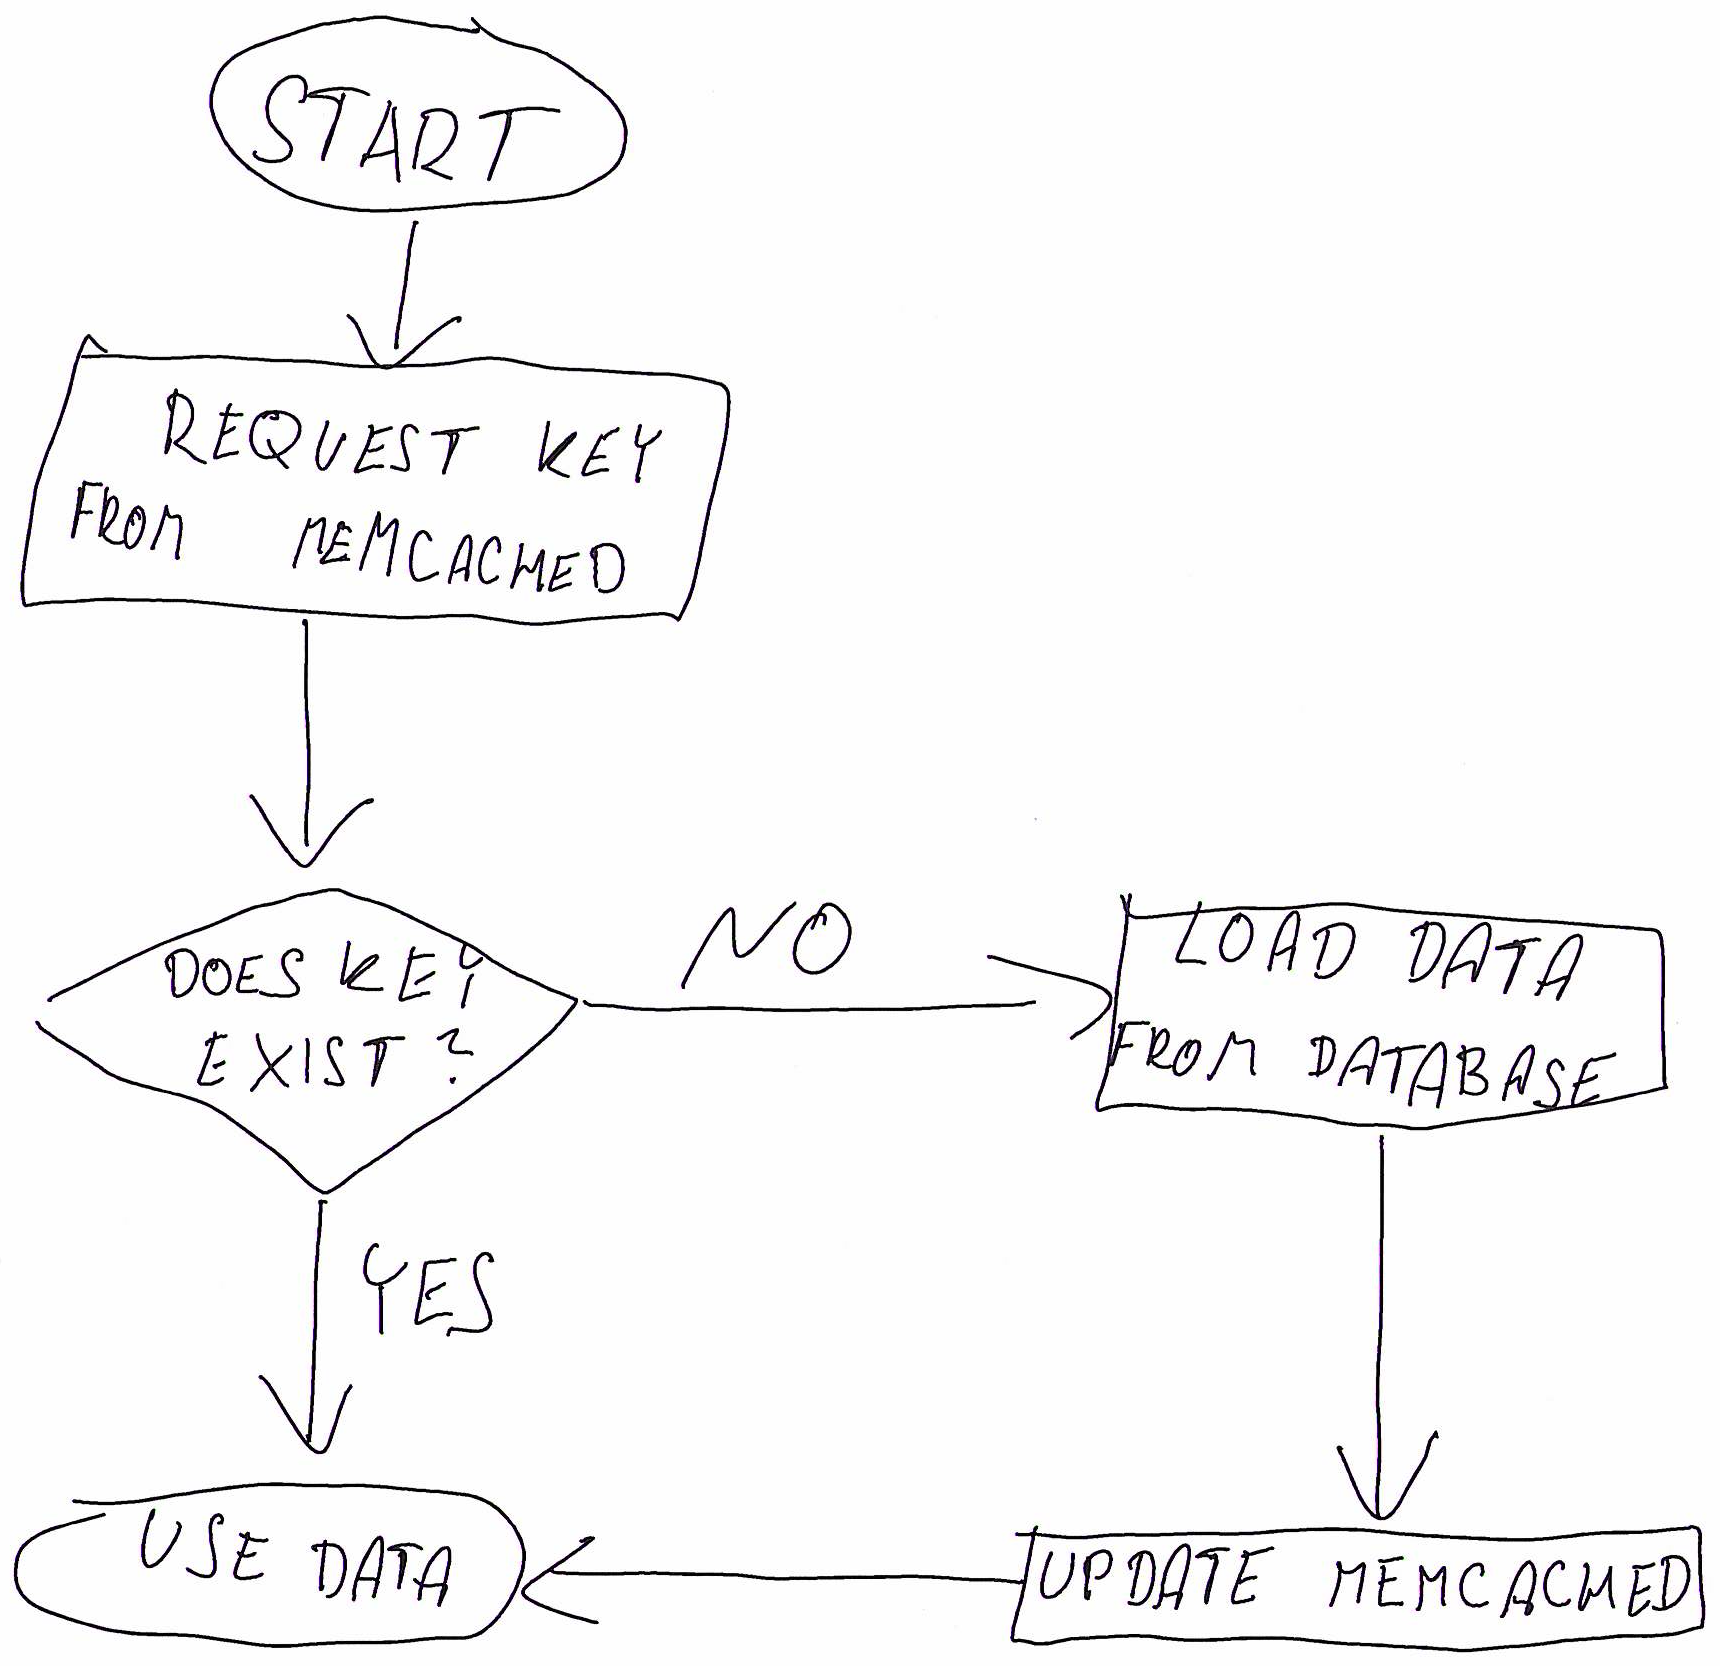 START
REQUEST KEY
FROM MEMCACHED
DOES KEY
EXIST?
NO
LOAD DATA
FROM DATABASE
YES
USE DATA
UPDATE MEMCACHED